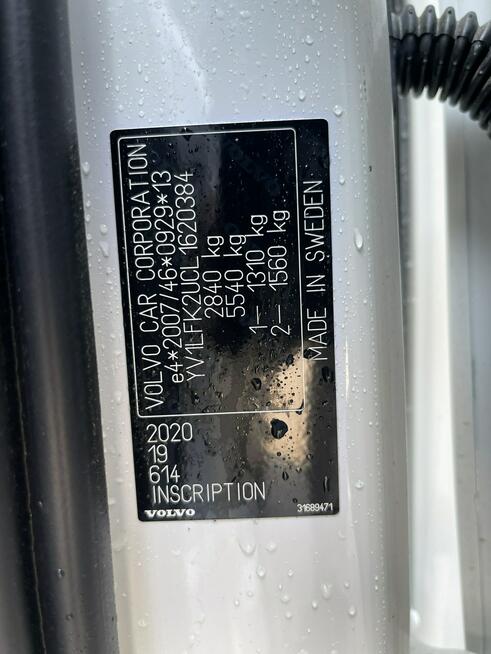 VOLVO CAR CORPORATION
e4*2007/46*0929*13
YV1LFK2UCL1620384
2840 kg
5540 kg
1– 1310 kg
2– 1560 kg
MADE IN SWEDEN
2020
19
614
INSCRIPTION
VOLVO
31689471
VOLVO